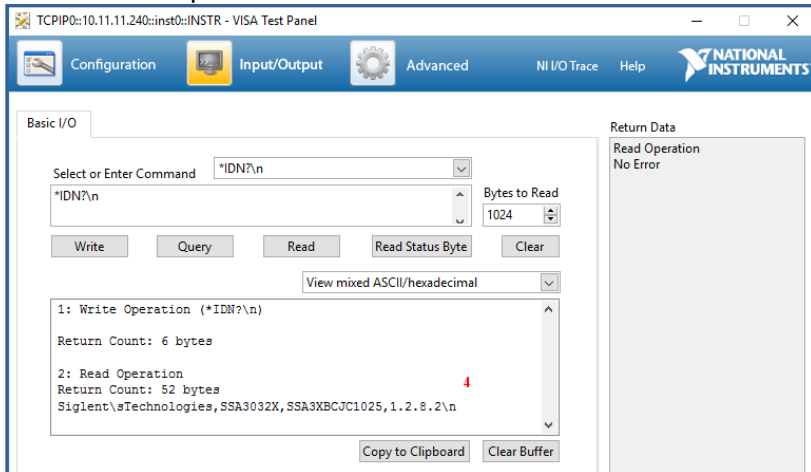 TCPIP0::10.11.11.240::inst0::INSTR - VISA Test Panel
Configuration Input/Output Advanced NI I/O Trace Help NATIONAL INSTRUMENTS
Basic I/O
Return Data
Read Operation
No Error
Select or Enter Command *IDN?\n
*IDN?\n
Bytes to Read
1024
Write Query Read Read Status Byte Clear
View mixed ASCII/hexadecimal
1: Write Operation (*IDN?\n)
Return Count: 6 bytes
2: Read Operation
Return Count: 52 bytes
4
Siglent\sTechnologies,SSA3032X,SSA3XBCJC1025,1.2.8.2\n
Copy to Clipboard Clear Buffer